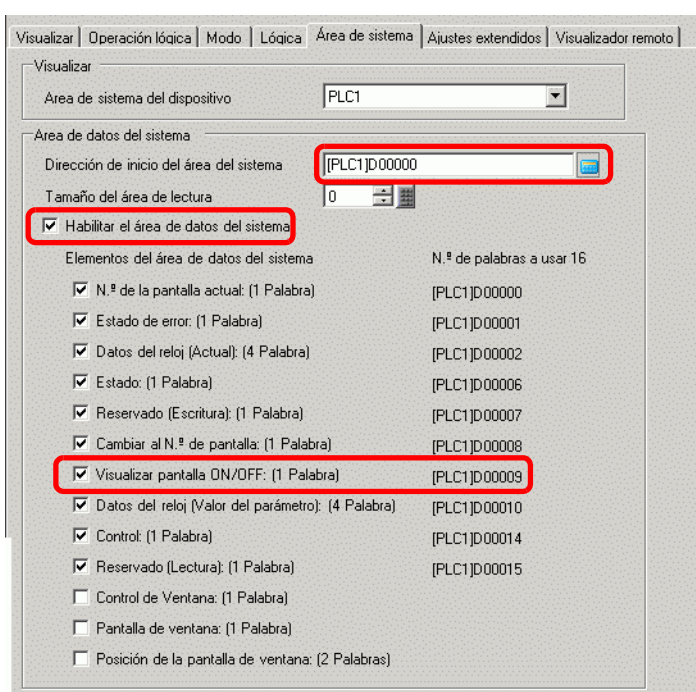 Visualizar Operación lógica Modo Lógica Área de sistema Ajustes extendidos Visualizador remoto
Visualizar
Area de sistema del dispositivo PLC1
Area de datos del sistema
Dirección de inicio del área del sistema [PLC1]D00000
Tamaño del área de lectura 0
Habilitar el área de datos del sistema
Elementos del área de datos del sistema N.º de palabras a usar 16
N.º de la pantalla actual: (1 Palabra) [PLC1]D00000
Estado de error: (1 Palabra) [PLC1]D00001
Datos del reloj (Actual): (4 Palabra) [PLC1]D00002
Estado: (1 Palabra) [PLC1]D00006
Reservado (Escritura): (1 Palabra) [PLC1]D00007
Cambiar al N.º de pantalla: (1 Palabra) [PLC1]D00008
Visualizar pantalla ON/OFF: (1 Palabra) [PLC1]D00009
Datos del reloj (Valor del parámetro): (4 Palabra) [PLC1]D00010
Control: (1 Palabra) [PLC1]D00014
Reservado (Lectura): (1 Palabra) [PLC1]D00015
Control de Ventana: (1 Palabra)
Pantalla de ventana: (1 Palabra)
Posición de la pantalla de ventana: (2 Palabras)